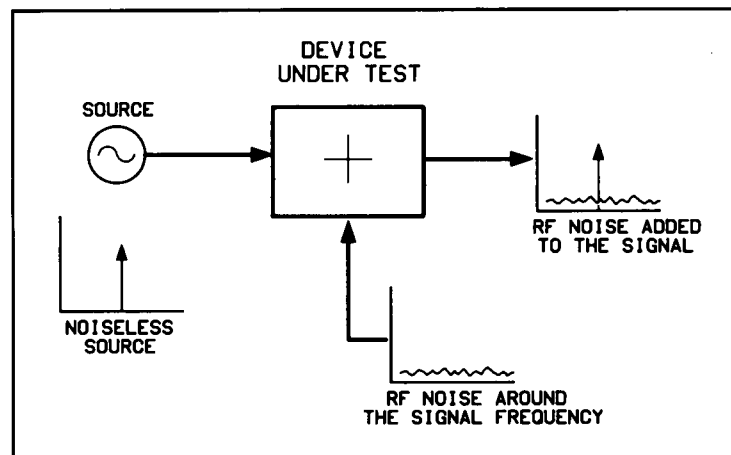 DEVICE
UNDER TEST
SOURCE
NOISELESS
SOURCE
RF NOISE ADDED
TO THE SIGNAL
RF NOISE AROUND
THE SIGNAL FREQUENCY